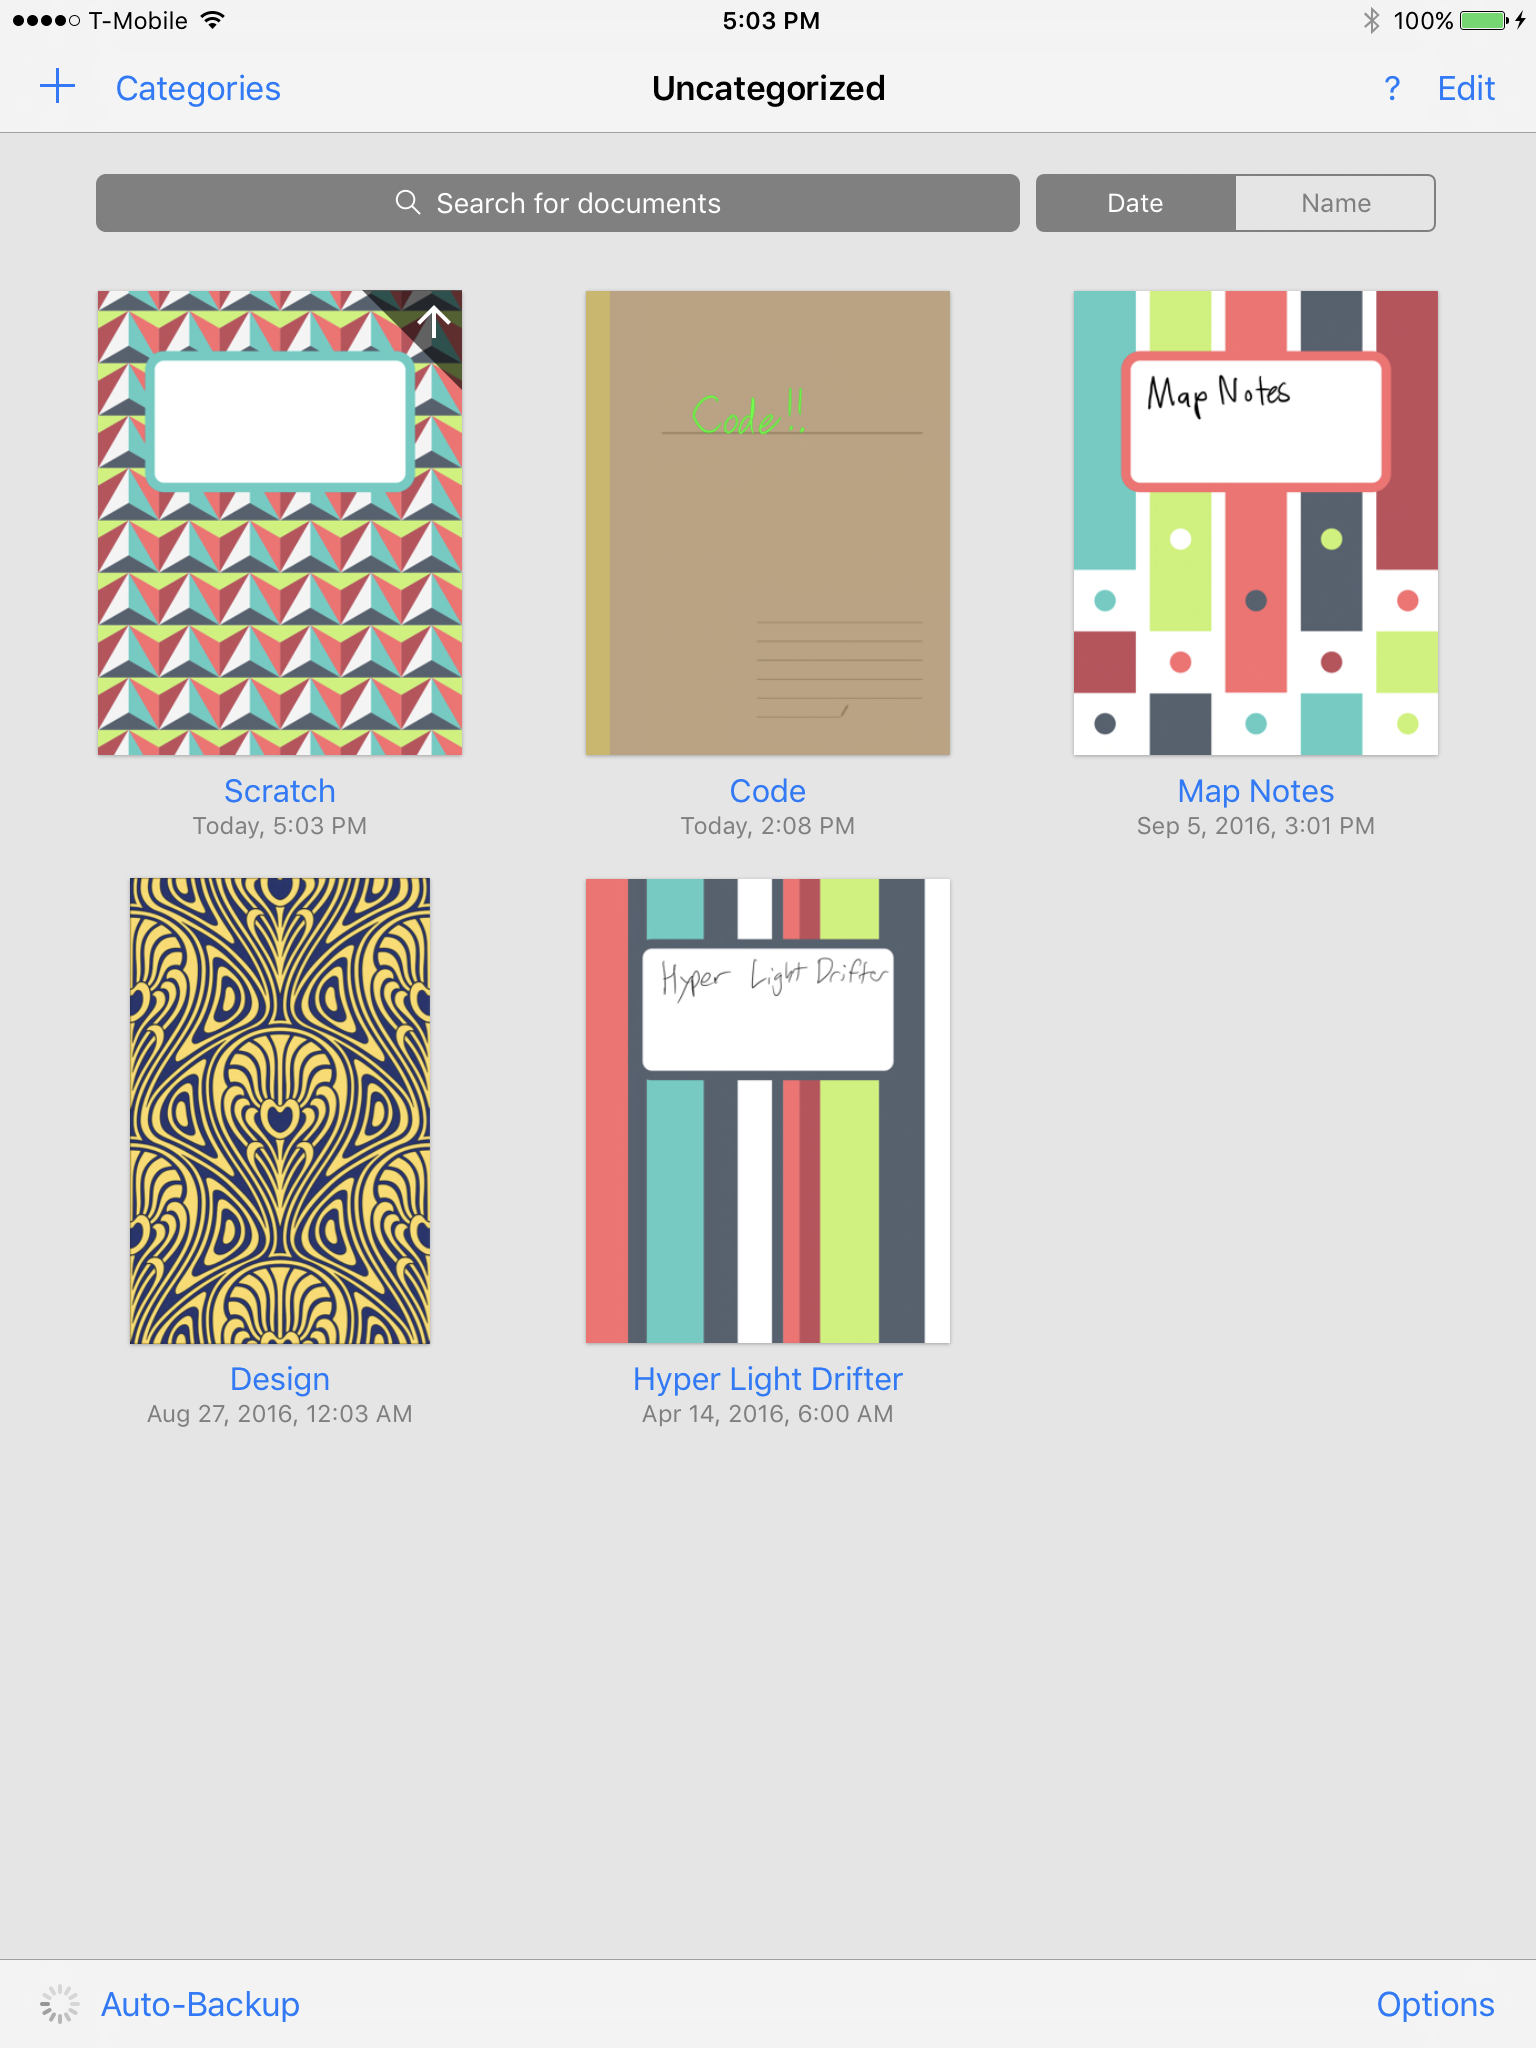 T-Mobile 5:03 PM 100%
Categories Uncategorized ? Edit
Search for documents Date Name
Code!!
Map Notes
Scratch Code Map Notes
Today, 5:03 PM Today, 2:08 PM Sep 5, 2016, 3:01 PM
Hyper Light Drifter
Design Hyper Light Drifter
Aug 27, 2016, 12:03 AM Apr 14, 2016, 6:00 AM
Auto-Backup Options